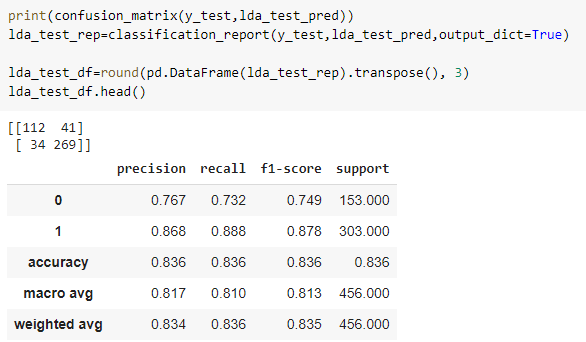 print(confusion_matrix(y_test,lda_test_pred))
lda_test_rep=classification_report(y_test,lda_test_pred,output_dict=True)
lda_test_df=round(pd.DataFrame(lda_test_rep).transpose(), 3)
lda_test_df.head()
[[112  41]
 [ 34 269]]
precision recall f1-score support
0 0.767 0.732 0.749 153.000
1 0.868 0.888 0.878 303.000
accuracy 0.836 0.836 0.836 0.836
macro avg 0.817 0.810 0.813 456.000
weighted avg 0.834 0.836 0.835 456.000